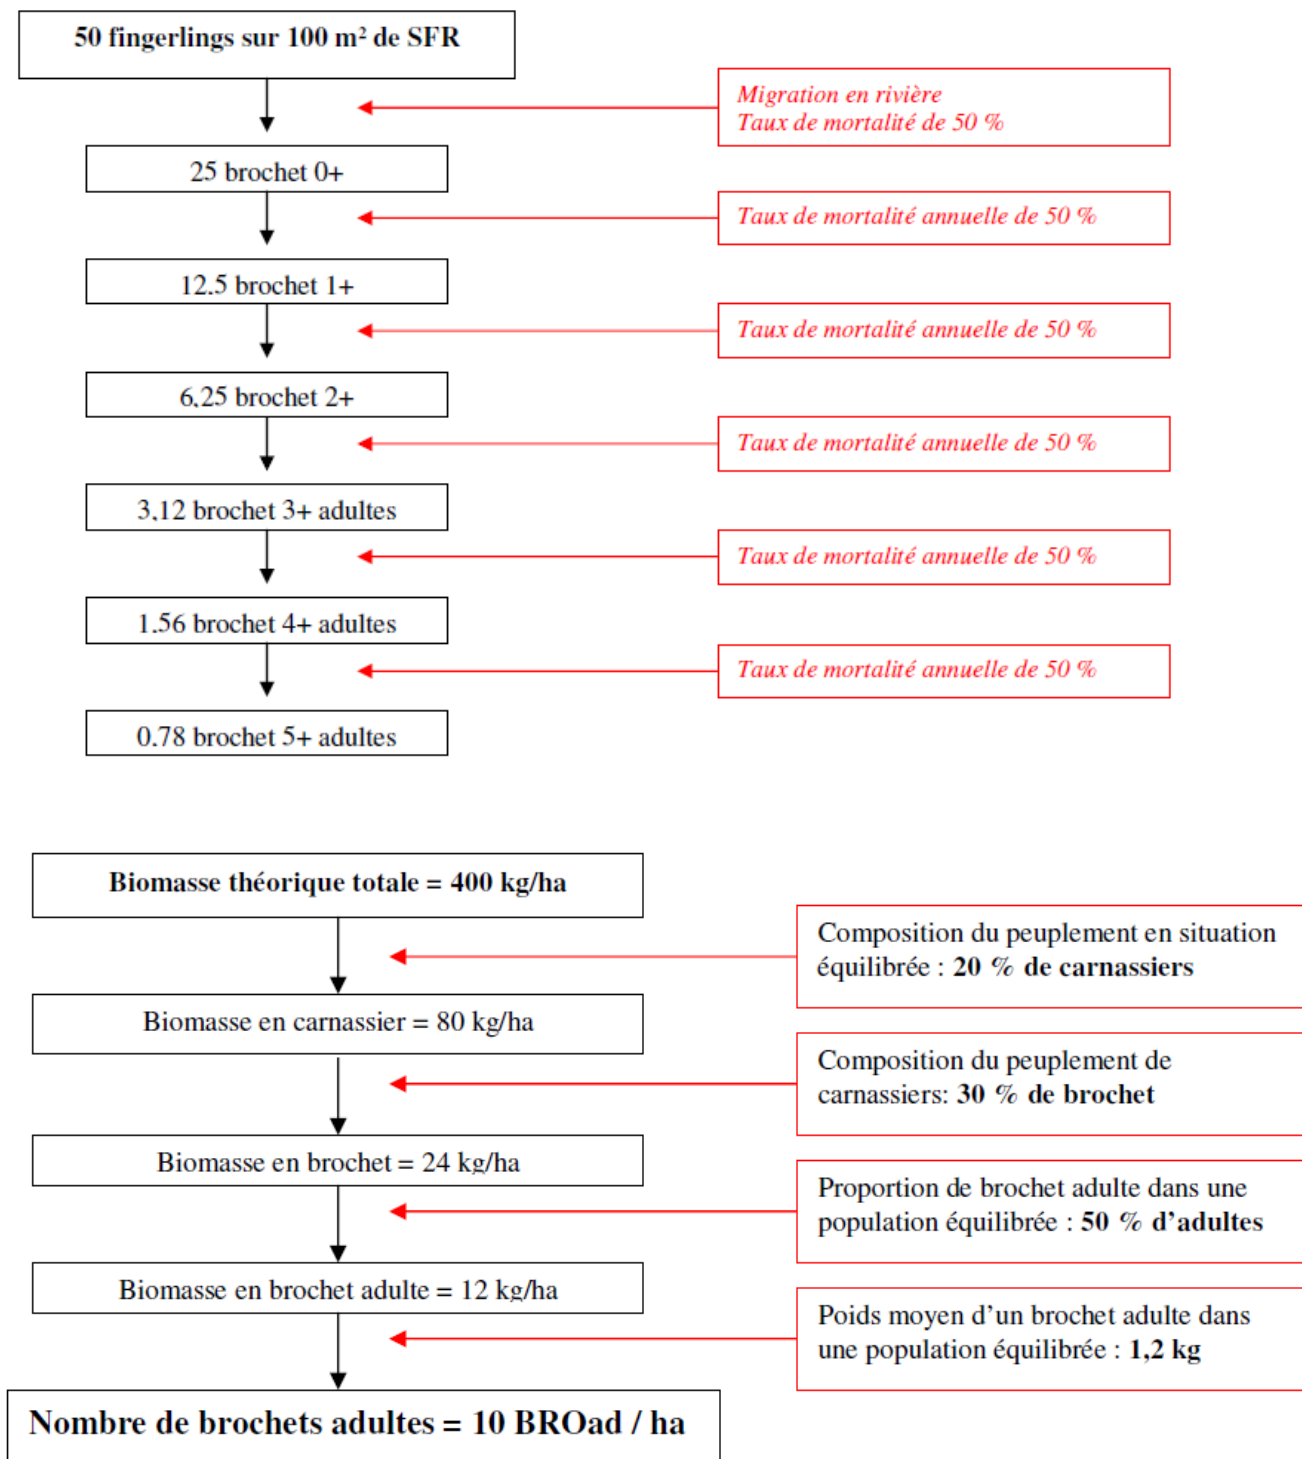 50 fingerlings sur 100 m² de SFR
Migration en rivière
Taux de mortalité de 50 %
25 brochet 0+
Taux de mortalité annuelle de 50 %
12.5 brochet 1+
Taux de mortalité annuelle de 50 %
6,25 brochet 2+
Taux de mortalité annuelle de 50 %
3,12 brochet 3+ adultes
Taux de mortalité annuelle de 50 %
1.56 brochet 4+ adultes
Taux de mortalité annuelle de 50 %
0.78 brochet 5+ adultes
Biomasse théorique totale = 400 kg/ha
Composition du peuplement en situation
équilibrée : 20 % de carnassiers
Biomasse en carnassier = 80 kg/ha
Composition du peuplement de
carnassiers: 30 % de brochet
Biomasse en brochet = 24 kg/ha
Proportion de brochet adulte dans une
population équilibrée : 50 % d’adultes
Biomasse en brochet adulte = 12 kg/ha
Poids moyen d’un brochet adulte dans
une population équilibrée : 1,2 kg
Nombre de brochets adultes = 10 BROad / ha